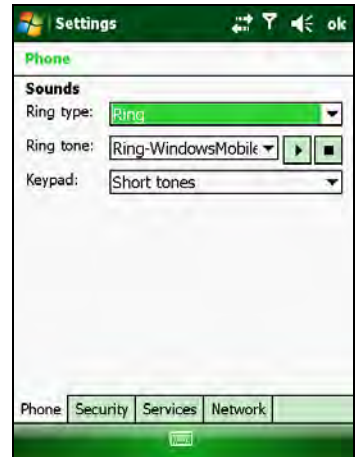 Settings
ok
Phone
Sounds
Ring type: Ring
Ring tone: Ring-WindowsMobile
Keypad: Short tones
Phone Security Services Network